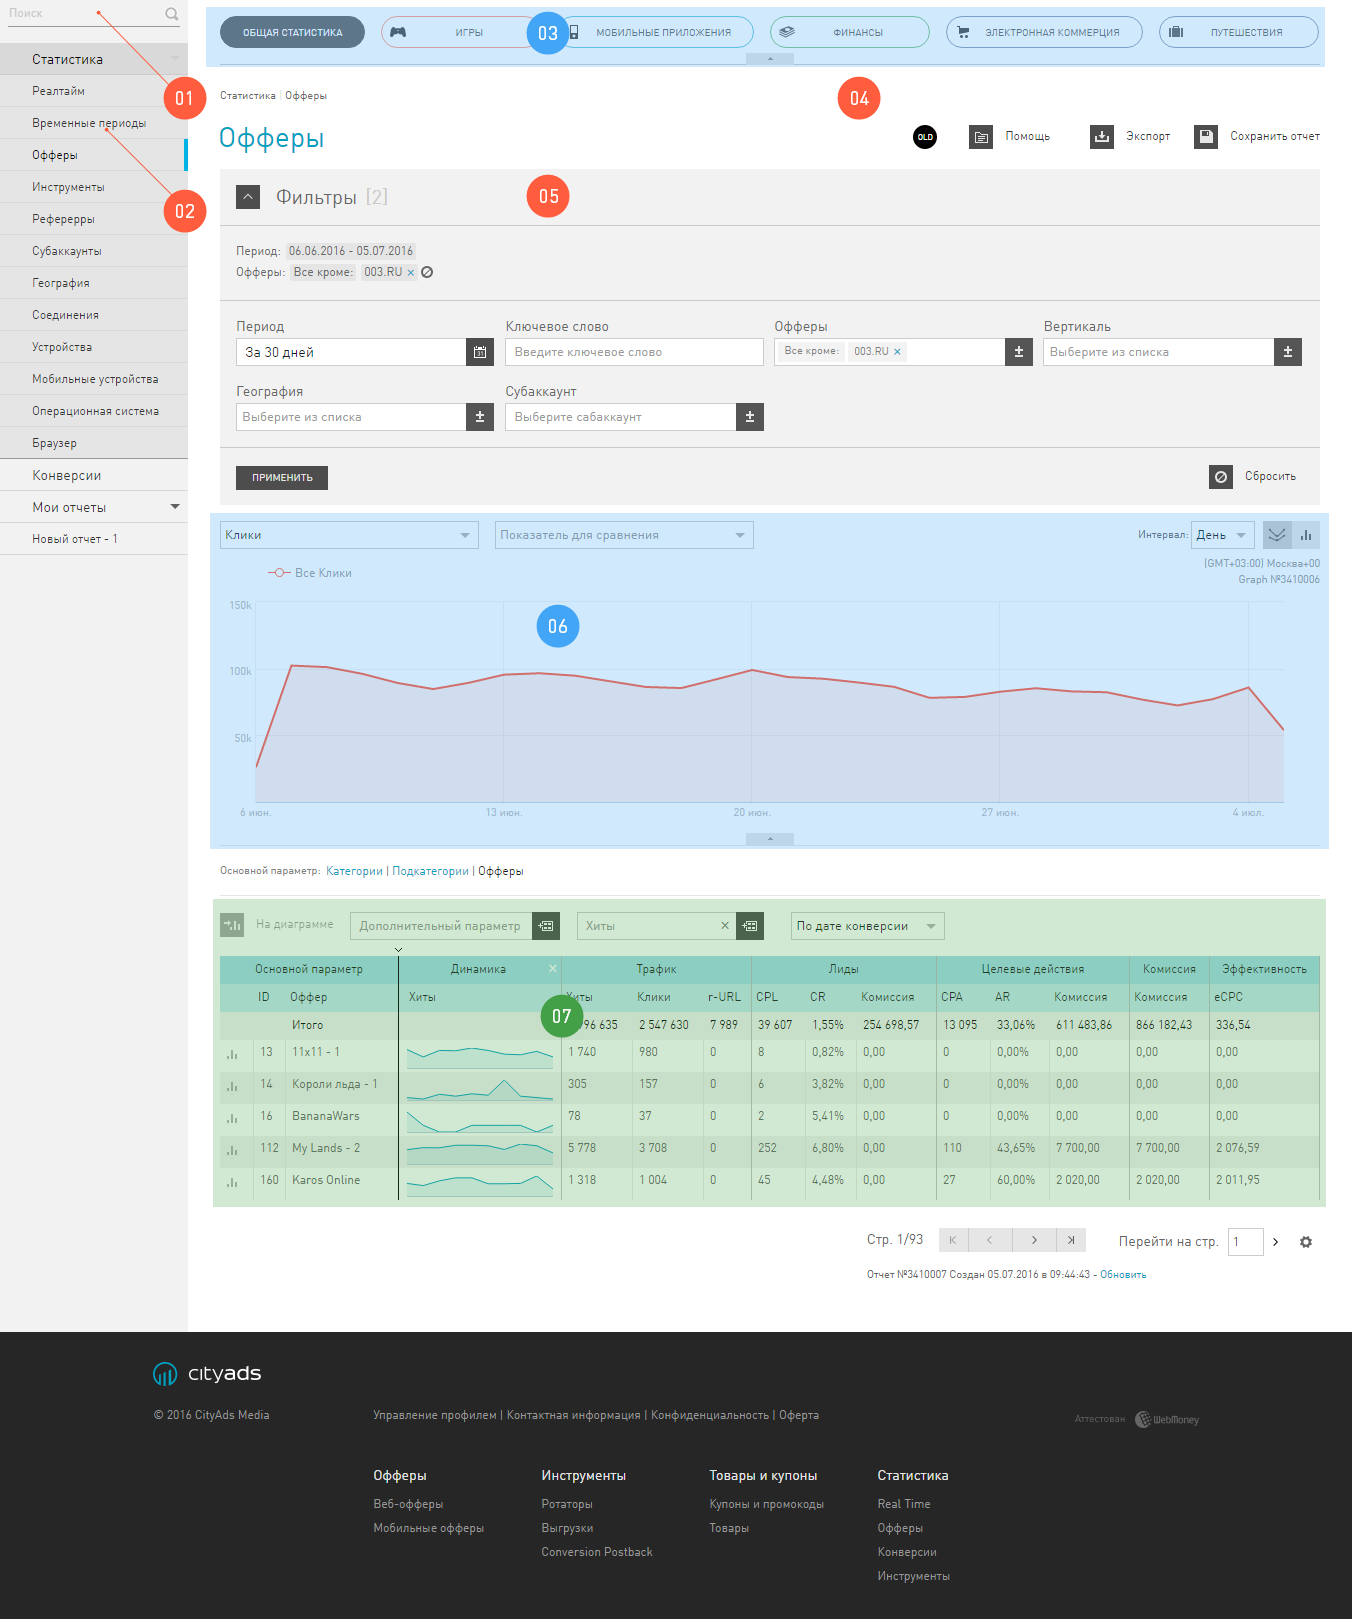 Поиск
ОБЩАЯ СТАТИСТИКА
ИГРЫ
03
МОБИЛЬНЫЕ ПРИЛОЖЕНИЯ
ФИНАНСЫ
ЭЛЕКТРОННАЯ КОММЕРЦИЯ
ПУТЕШЕСТВИЯ
Статистика
Реалтайм
Временные периоды
Офферы
Инструменты
Реферерры
Субаккаунты
География
Соединения
Устройства
Мобильные устройства
Операционная система
Браузер
Конверсии
Мои отчеты
Новый отчет - 1
01
02
Статистика | Офферы
04
Офферы
OLD
Помощь
Экспорт
Сохранить отчет
Фильтры [2]
05
Период: 06.06.2016 - 05.07.2016
Офферы: Все кроме: 003.RU ×
Период
Ключевое слово
Офферы
Вертикаль
За 30 дней
31
Введите ключевое слово
Все кроме: 003.RU ×
±
Выберите из списка
±
География
Субаккаунт
Выберите из списка
±
Выберите сабаккаунт
±
ПРИМЕНИТЬ
Сбросить
Клики
Показатель для сравнения
Интервал: День
(GMT+03:00) Москва+00
Graph №3410006
Все Клики
06
150k
100k
50k
6 июн. 13 июн. 20 июн. 27 июн. 4 июл.
Основной параметр: Категории | Подкатегории | Офферы
На диаграмме
Дополнительный параметр
Хиты ×
По дате конверсии
Основной параметр Динамика × Трафик Лиды Целевые действия Комиссия Эффективность
ID Оффер Хиты Хиты Клики r-URL CPL CR Комиссия CPA AR Комиссия Комиссия eCPC
07
Итого 96 635 2 547 630 7 989 39 607 1,55% 254 698,57 13 095 33,06% 611 483,86 866 182,43 336,54
13 11x11 - 1 1 740 980 0 8 0,82% 0,00 0 0,00% 0,00 0,00 0,00
14 Короли льда - 1 305 157 0 6 3,82% 0,00 0 0,00% 0,00 0,00 0,00
16 BananaWars 78 37 0 2 5,41% 0,00 0 0,00% 0,00 0,00 0,00
112 My Lands - 2 5 778 3 708 0 252 6,80% 0,00 110 43,65% 7 700,00 7 700,00 2 076,59
160 Karos Online 1 318 1 004 0 45 4,48% 0,00 27 60,00% 2 020,00 2 020,00 2 011,95
Стр. 1/93
Перейти на стр. 1
Отчет №3410007 Создан 05.07.2016 в 09:44:43 - Обновить
cityads
© 2016 CityAds Media
Управление профилем | Контактная информация | Конфиденциальность | Оферта
Аттестован WebMoney
Офферы
Веб-офферы
Мобильные офферы
Инструменты
Ротаторы
Выгрузки
Conversion Postback
Товары и купоны
Купоны и промокоды
Товары
Статистика
Real Time
Офферы
Конверсии
Инструменты